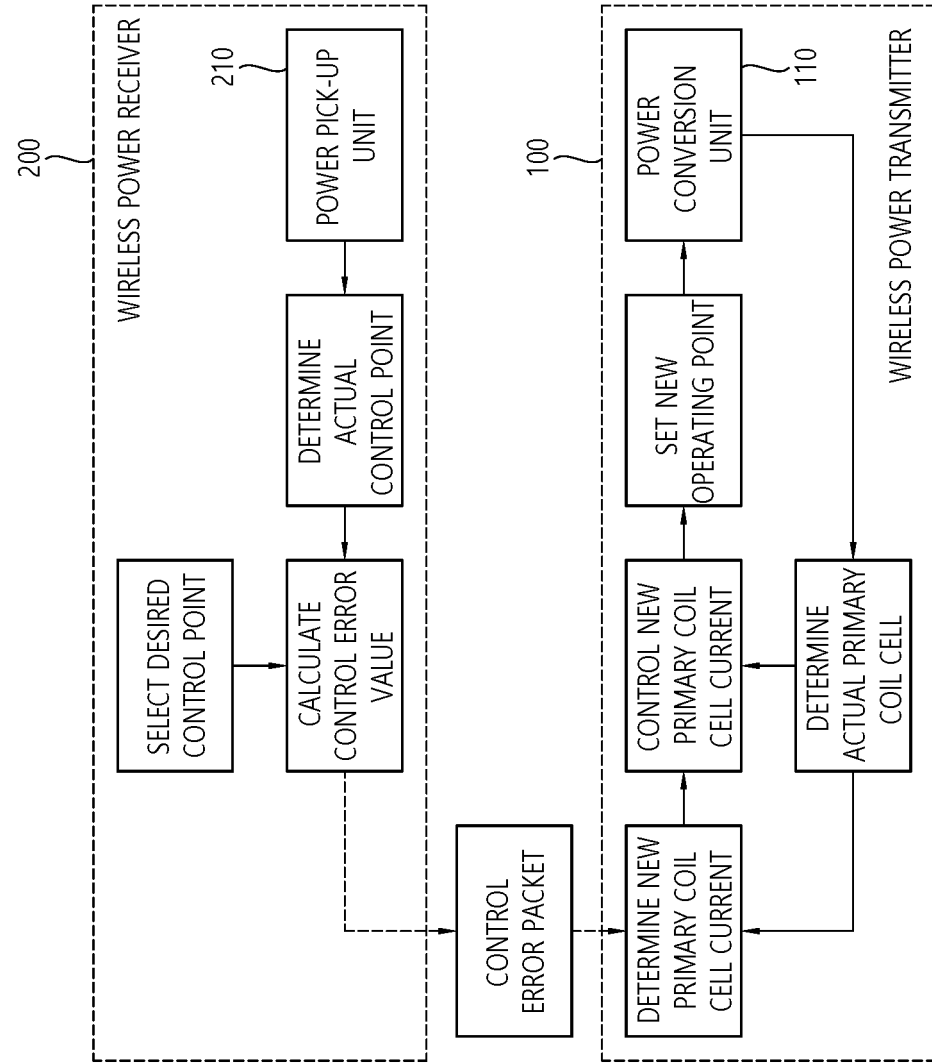 200
WIRELESS POWER RECEIVER
SELECT DESIRED
CONTROL POINT
CALCULATE
CONTROL ERROR
VALUE
DETERMINE
ACTUAL
CONTROL POINT
POWER PICK-UP
UNIT
210
CONTROL
ERROR PACKET
100
DETERMINE NEW
PRIMARY COIL
CELL CURRENT
CONTROL NEW
PRIMARY COIL
CELL CURRENT
SET NEW
OPERATING POINT
POWER
CONVERSION
UNIT
110
DETERMINE
ACTUAL PRIMARY
COIL CELL
WIRELESS POWER TRANSMITTER